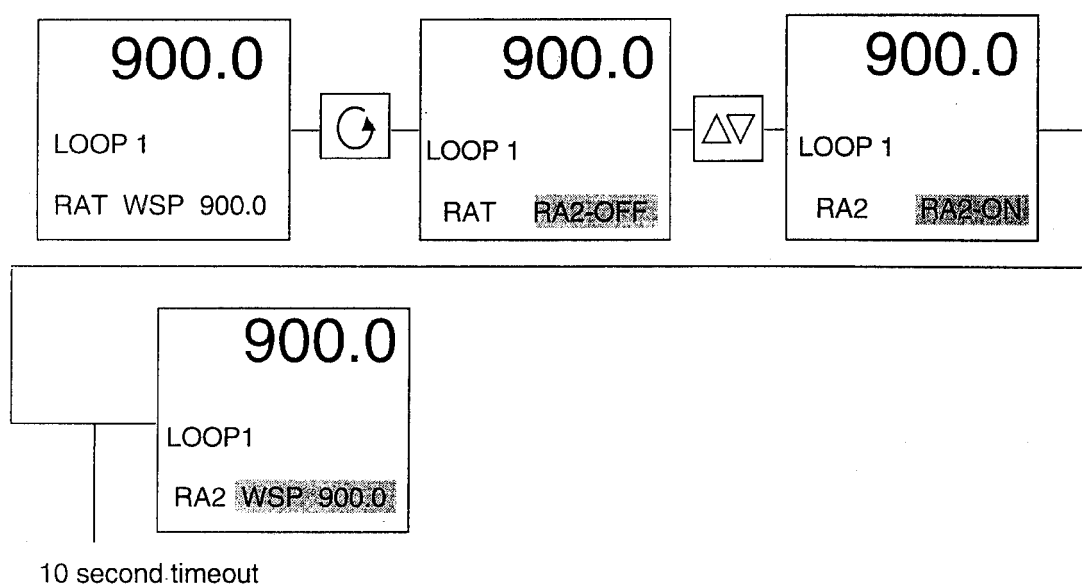 900.0
LOOP 1
RAT WSP 900.0
900.0
LOOP 1
RAT RA2-OFF
900.0
LOOP 1
RA2 RA2-ON
900.0
LOOP1
RA2 WSP 900.0
10 second timeout